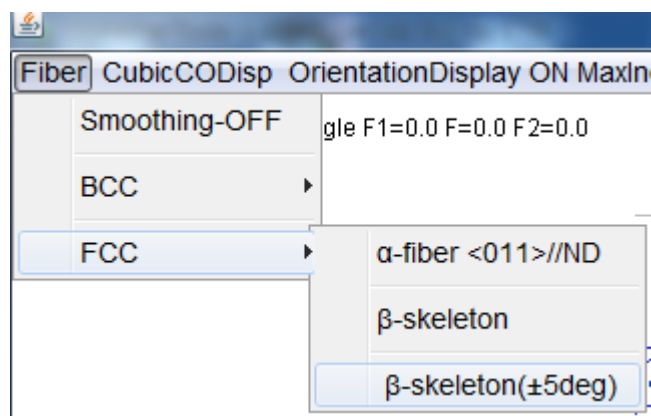 Fiber CubicCODisp OrientationDisplay ON MaxIn
Smoothing-OFF
gle F1=0.0 F=0.0 F2=0.0
BCC
FCC
α-fiber <011>//ND
β-skeleton
β-skeleton(±5deg)